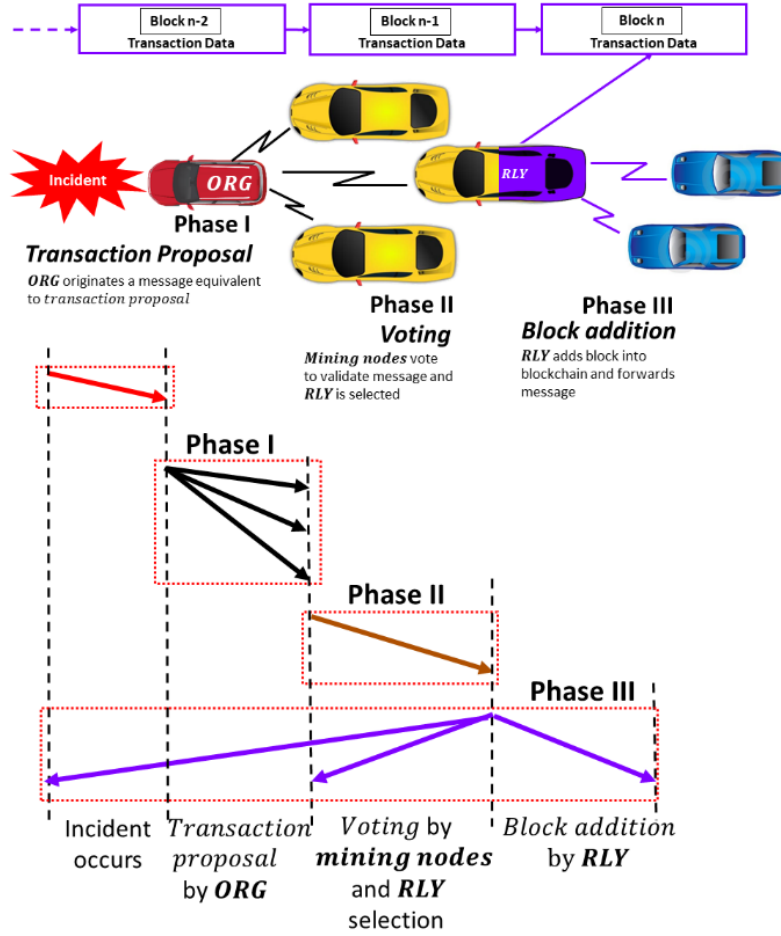 Block n-2
Transaction Data
Block n-1
Transaction Data
Block n
Transaction Data
Incident
ORG
RLY
Phase I
Transaction Proposal
ORG originates a message equivalent
to transaction proposal
Phase II
Voting
Mining nodes vote
to validate message and
RLY is selected
Phase III
Block addition
RLY adds block into
blockchain and forwards
message
Phase I
Phase II
Phase III
Incident
occurs
Transaction
proposal
by ORG
Voting by
mining nodes
and RLY
selection
Block addition
by RLY